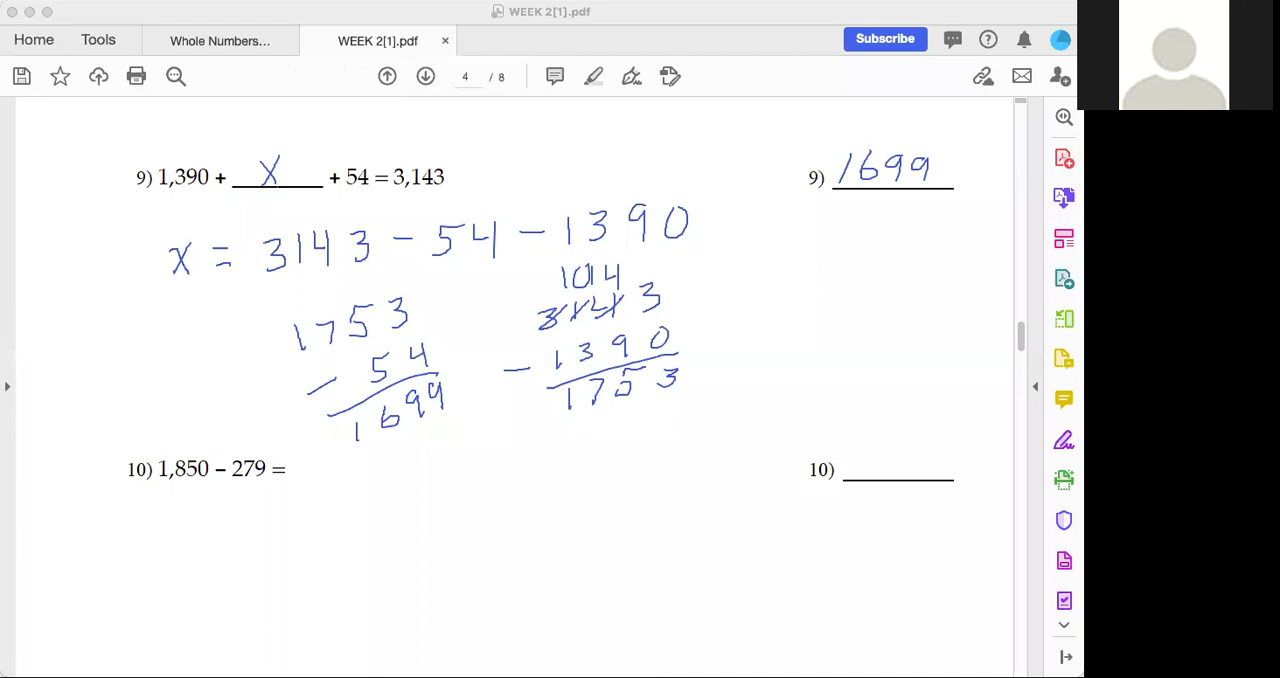 WEEK 2[1].pdf
Home Tools Whole Numbers... WEEK 2[1].pdf × Subscribe
4 / 8
9) 1,390 + X + 54 = 3,143
9) 1699
x = 3143 - 54 - 1390
1014
1753
3143
- 54
- 1390
1699
1753
10) 1,850 – 279 =
10)